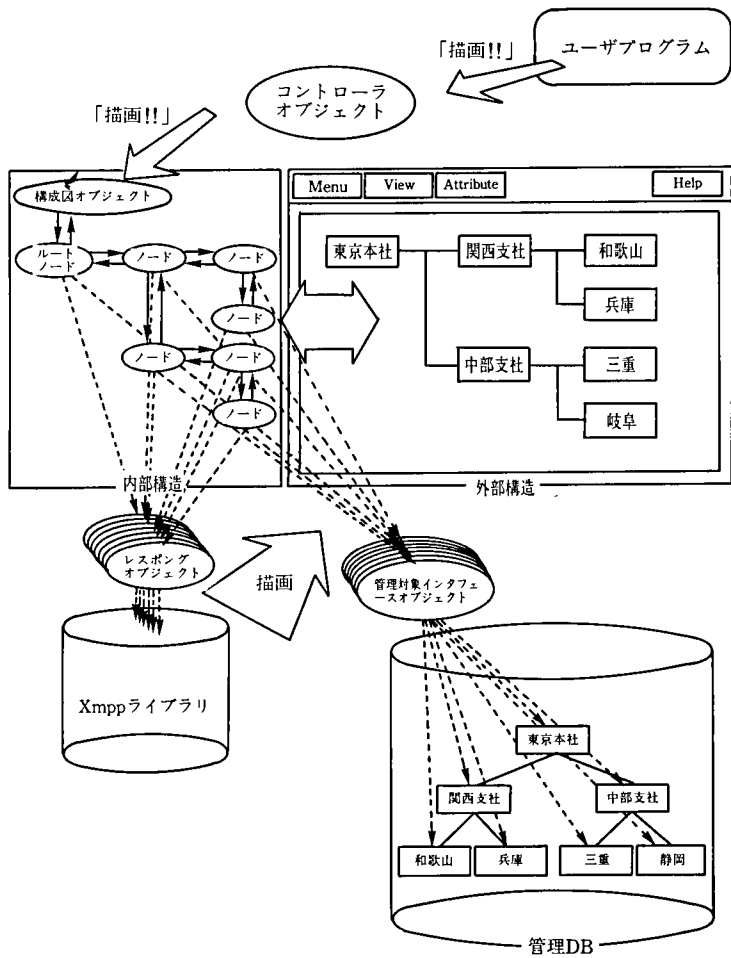 ユーザプログラム
「描画!!」
コントローラ
オブジェクト
「描画!!」
構成図オブジェクト
ルート
ノード
ノード
ノード
ノード
ノード
ノード
ノード
内部構造
Menu
View
Attribute
Help
東京本社
関西支社
和歌山
兵庫
中部支社
三重
岐阜
外部構造
レスポング
オブジェクト
描画
管理対象インタフェ
ースオブジェクト
Xmppライブラリ
東京本社
関西支社
中部支社
和歌山
兵庫
三重
静岡
管理DB